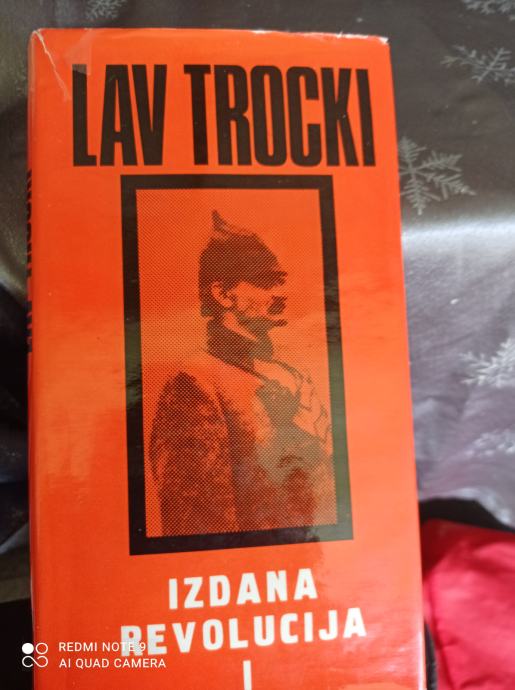 LAV TROCKI
IZDANA
REVOLUCIJA
I
REDMI NOTE 9
AI QUAD CAMERA